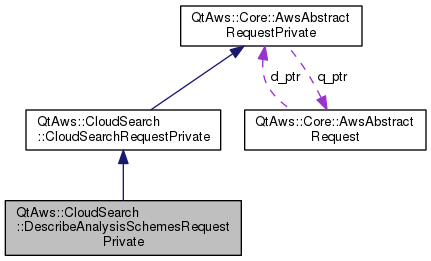 QtAws::Core::AwsAbstract
RequestPrivate
d_ptr
q_ptr
QtAws::CloudSearch
::CloudSearchRequestPrivate
QtAws::Core::AwsAbstract
Request
QtAws::CloudSearch
::DescribeAnalysisSchemesRequest
Private